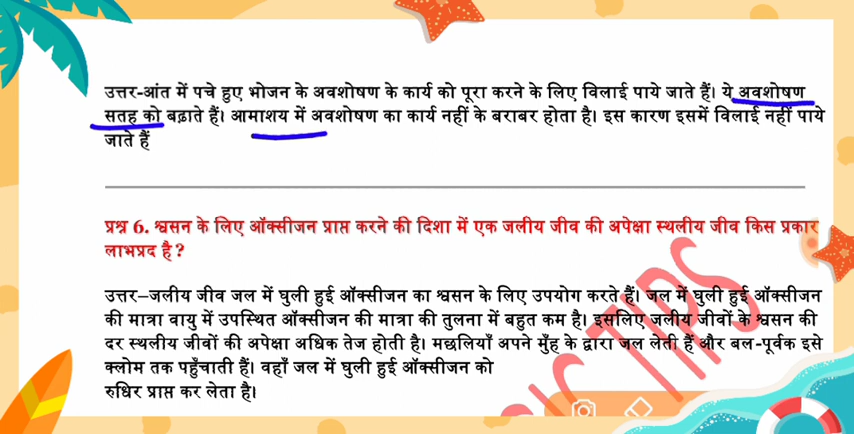 उत्तर-आंत में पचे हुए भोजन के अवशोषण के कार्य को पूरा करने के लिए विलाई पाये जाते हैं। ये अवशोषण
सतह को बढ़ाते हैं। आमाशय में अवशोषण का कार्य नहीं के बराबर होता है। इस कारण इसमें विलाई नहीं पाये
जाते हैं
प्रश्न 6. श्वसन के लिए ऑक्सीजन प्राप्त करने की दिशा में एक जलीय जीव की अपेक्षा स्थलीय जीव किस प्रकार
लाभप्रद है?
उत्तर–जलीय जीव जल में घुली हुई ऑक्सीजन का श्वसन के लिए उपयोग करते हैं। जल में घुली हुई ऑक्सीजन
की मात्रा वायु में उपस्थित ऑक्सीजन की मात्रा की तुलना में बहुत कम है। इसलिए जलीय जीवों के श्वसन की
दर स्थलीय जीवों की अपेक्षा अधिक तेज होती है। मछलियाँ अपने मुँह के द्वारा जल लेती हैं और बल-पूर्वक इसे
क्लोम तक पहुँचाती हैं। वहाँ जल में घुली हुई ऑक्सीजन को
रुधिर प्राप्त कर लेता है।
TIPS